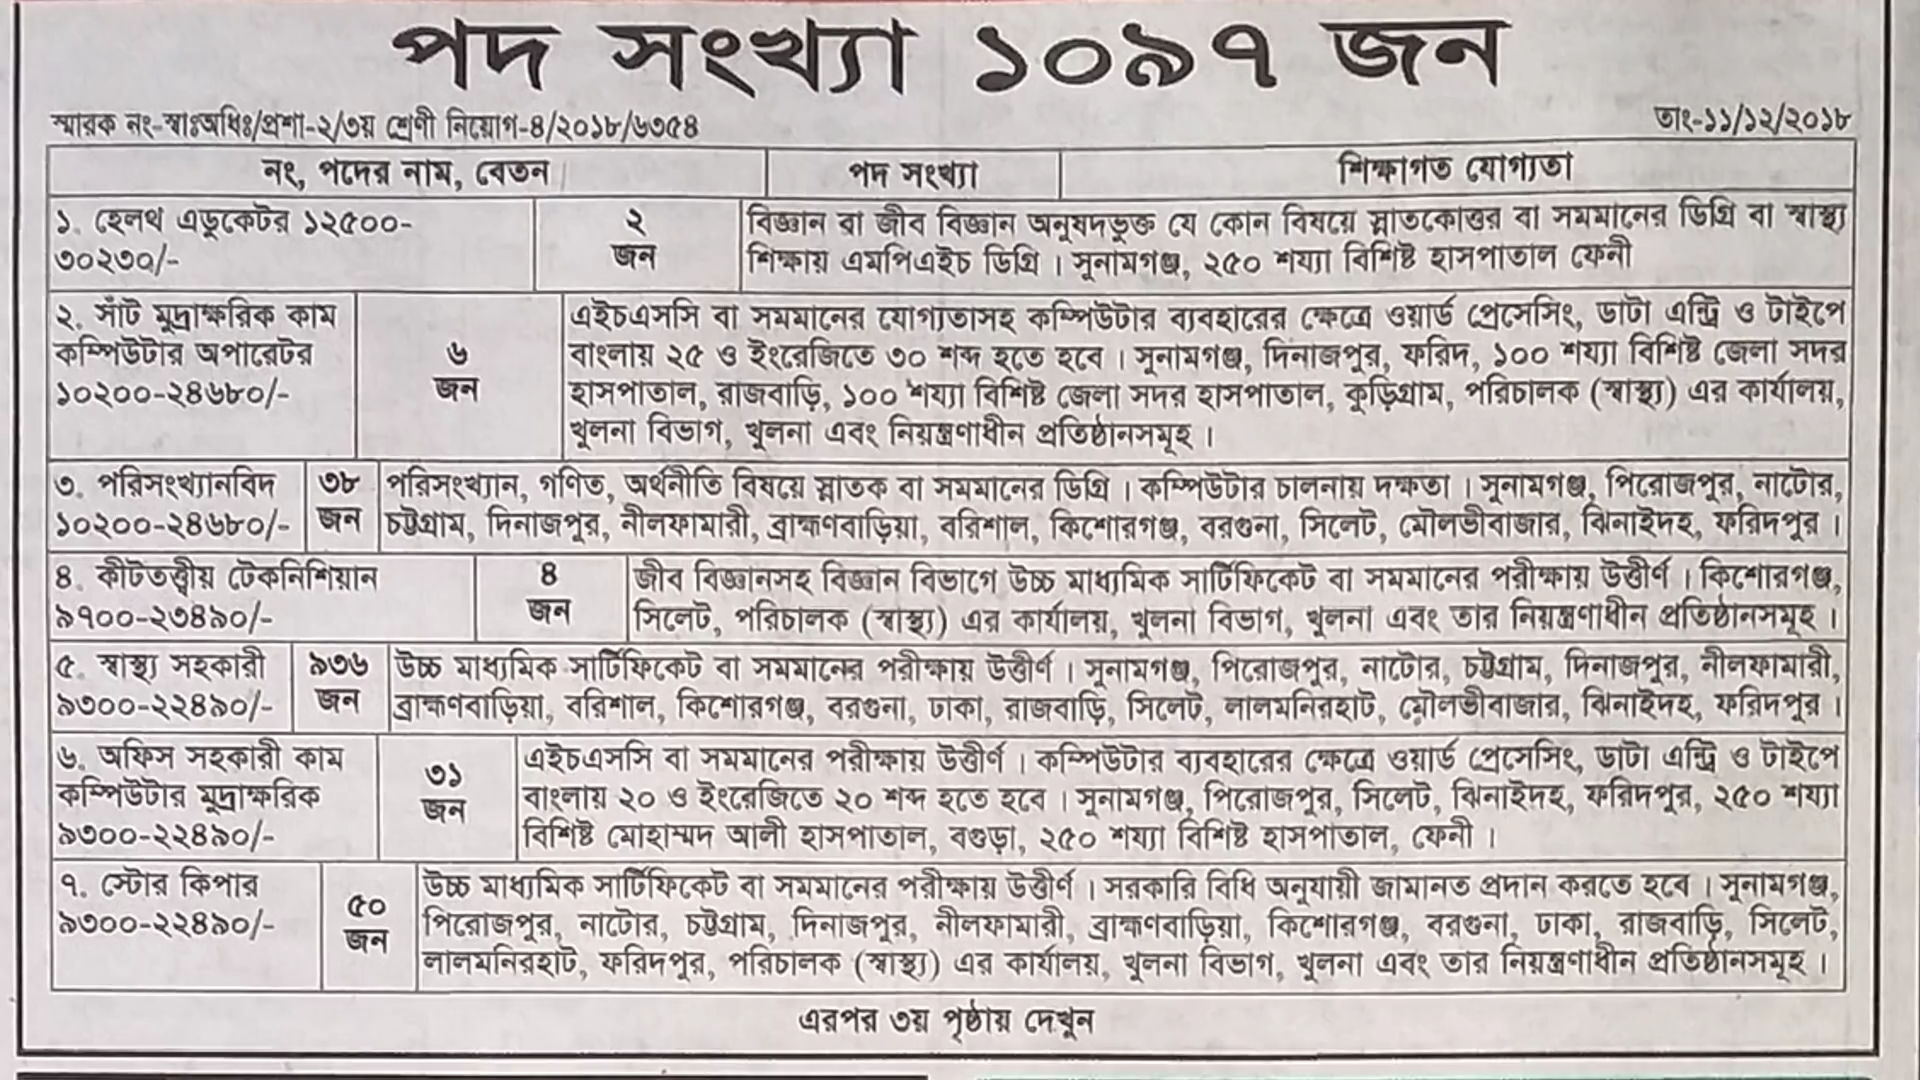 পদ সংখ্যা ১০৯৭ জন
স্মারক নং-স্বাঃঅধিঃ/প্রশা-২/৩য় শ্রেণী নিয়োগ-৪/২০১৮/৬৩৫৪
তাং-১১/১২/২০১৮
নং, পদের নাম, বেতন
পদ সংখ্যা
শিক্ষাগত যোগ্যতা
১. হেলথ এডুকেটর ১২৫০০-
৩০২৩০/-
২
জন
বিজ্ঞান বা জীব বিজ্ঞান অনুষদভুক্ত যে কোন বিষয়ে স্নাতকোত্তর বা সমমানের ডিগ্রি বা স্বাস্থ্য
শিক্ষায় এমপিএইচ ডিগ্রি। সুনামগঞ্জ, ২৫০ শয্যা বিশিষ্ট হাসপাতাল ফেনী
২. সাঁট মুদ্রাক্ষরিক কাম
কম্পিউটার অপারেটর
১০২০০-২৪৬৮০/-
৬
জন
এইচএসসি বা সমমানের যোগ্যতাসহ কম্পিউটার ব্যবহারের ক্ষেত্রে ওয়ার্ড প্রেসেসিং, ডাটা এন্ট্রি ও টাইপে
বাংলায় ২৫ ও ইংরেজিতে ৩০ শব্দ হতে হবে। সুনামগঞ্জ, দিনাজপুর, ফরিদ, ১০০ শয্যা বিশিষ্ট জেলা সদর
হাসপাতাল, রাজবাড়ি, ১০০ শয্যা বিশিষ্ট জেলা সদর হাসপাতাল, কুড়িগ্রাম, পরিচালক (স্বাস্থ্য) এর কার্যালয়,
খুলনা বিভাগ, খুলনা এবং নিয়ন্ত্রণাধীন প্রতিষ্ঠানসমূহ।
৩. পরিসংখ্যানবিদ
১০২০০-২৪৬৮০/-
৩৮
জন
পরিসংখ্যান, গণিত, অর্থনীতি বিষয়ে স্নাতক বা সমমানের ডিগ্রি। কম্পিউটার চালনায় দক্ষতা। সুনামগঞ্জ, পিরোজপুর, নাটোর,
চট্টগ্রাম, দিনাজপুর, নীলফামারী, ব্রাহ্মণবাড়িয়া, বরিশাল, কিশোরগঞ্জ, বরগুনা, সিলেট, মৌলভীবাজার, ঝিনাইদহ, ফরিদপুর।
৪. কীটতত্ত্বীয় টেকনিশিয়ান
৯৭০০-২৩৪৯০/-
৪
জন
জীব বিজ্ঞানসহ বিজ্ঞান বিভাগে উচ্চ মাধ্যমিক সার্টিফিকেট বা সমমানের পরীক্ষায় উত্তীর্ণ। কিশোরগঞ্জ,
সিলেট, পরিচালক (স্বাস্থ্য) এর কার্যালয়, খুলনা বিভাগ, খুলনা এবং তার নিয়ন্ত্রণাধীন প্রতিষ্ঠানসমূহ।
৫. স্বাস্থ্য সহকারী
৯৩০০-২২৪৯০/-
৯৩৬
জন
উচ্চ মাধ্যমিক সার্টিফিকেট বা সমমানের পরীক্ষায় উত্তীর্ণ। সুনামগঞ্জ, পিরোজপুর, নাটোর, চট্টগ্রাম, দিনাজপুর, নীলফামারী,
ব্রাহ্মণবাড়িয়া, বরিশাল, কিশোরগঞ্জ, বরগুনা, ঢাকা, রাজবাড়ি, সিলেট, লালমনিরহাট, মৌলভীবাজার, ঝিনাইদহ, ফরিদপুর।
৬. অফিস সহকারী কাম
কম্পিউটার মুদ্রাক্ষরিক
৯৩০০-২২৪৯০/-
৩১
জন
এইচএসসি বা সমমানের পরীক্ষায় উত্তীর্ণ। কম্পিউটার ব্যবহারের ক্ষেত্রে ওয়ার্ড প্রেসেসিং, ডাটা এন্ট্রি ও টাইপে
বাংলায় ২০ ও ইংরেজিতে ২০ শব্দ হতে হবে। সুনামগঞ্জ, পিরোজপুর, সিলেট, ঝিনাইদহ, ফরিদপুর, ২৫০ শয্যা
বিশিষ্ট মোহাম্মদ আলী হাসপাতাল, বগুড়া, ২৫০ শয্যা বিশিষ্ট হাসপাতাল, ফেনী।
৭. স্টোর কিপার
৯৩০০-২২৪৯০/-
৫০
জন
উচ্চ মাধ্যমিক সার্টিফিকেট বা সমমানের পরীক্ষায় উত্তীর্ণ। সরকারি বিধি অনুযায়ী জামানত প্রদান করতে হবে। সুনামগঞ্জ,
পিরোজপুর, নাটোর, চট্টগ্রাম, দিনাজপুর, নীলফামারী, ব্রাহ্মণবাড়িয়া, কিশোরগঞ্জ, বরগুনা, ঢাকা, রাজবাড়ি, সিলেট,
লালমনিরহাট, ফরিদপুর, পরিচালক (স্বাস্থ্য) এর কার্যালয়, খুলনা বিভাগ, খুলনা এবং তার নিয়ন্ত্রণাধীন প্রতিষ্ঠানসমূহ।
এরপর ৩য় পৃষ্ঠায় দেখুন